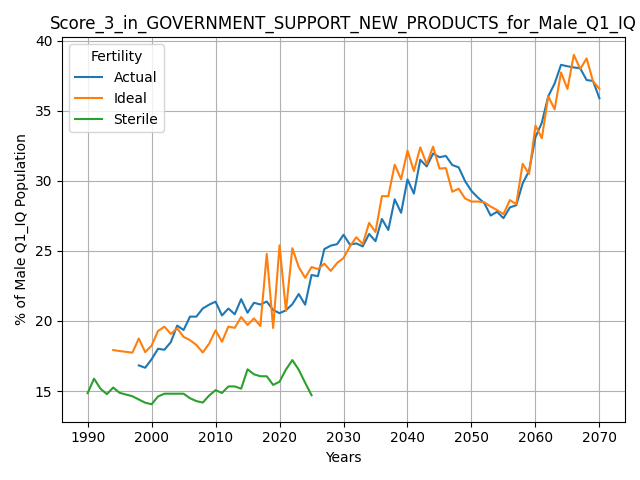 Score_3_in_GOVERNMENT_SUPPORT_NEW_PRODUCTS_for_Male_Q1_IQ
Fertility
Actual
Ideal
Sterile
% of Male Q1_IQ Population
40
35
30
25
20
15
1990 2000 2010 2020 2030 2040 2050 2060 2070
Years